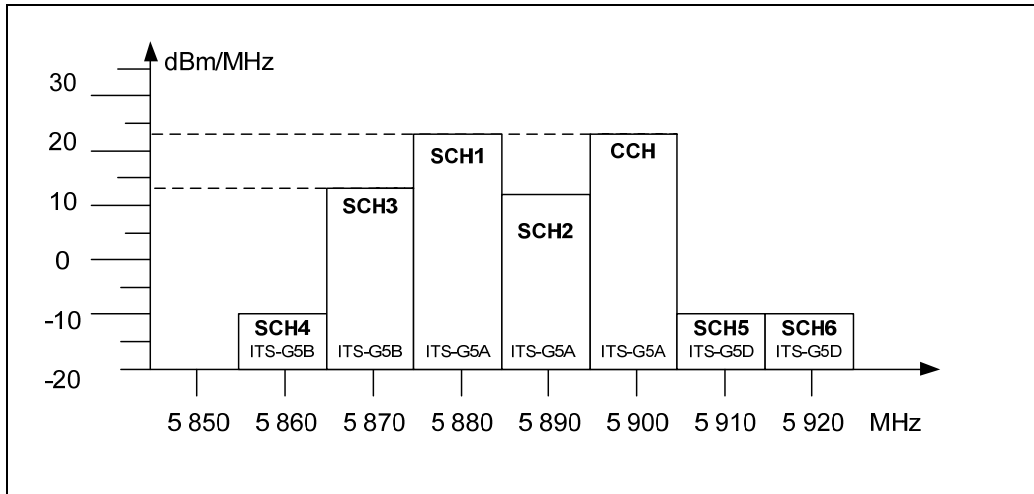 dBm/MHz
30
20
10
0
-10
-20
SCH4
ITS-G5B
SCH3
ITS-G5B
SCH1
ITS-G5A
SCH2
ITS-G5A
CCH
ITS-G5A
SCH5
ITS-G5D
SCH6
ITS-G5D
5 850 5 860 5 870 5 880 5 890 5 900 5 910 5 920 MHz